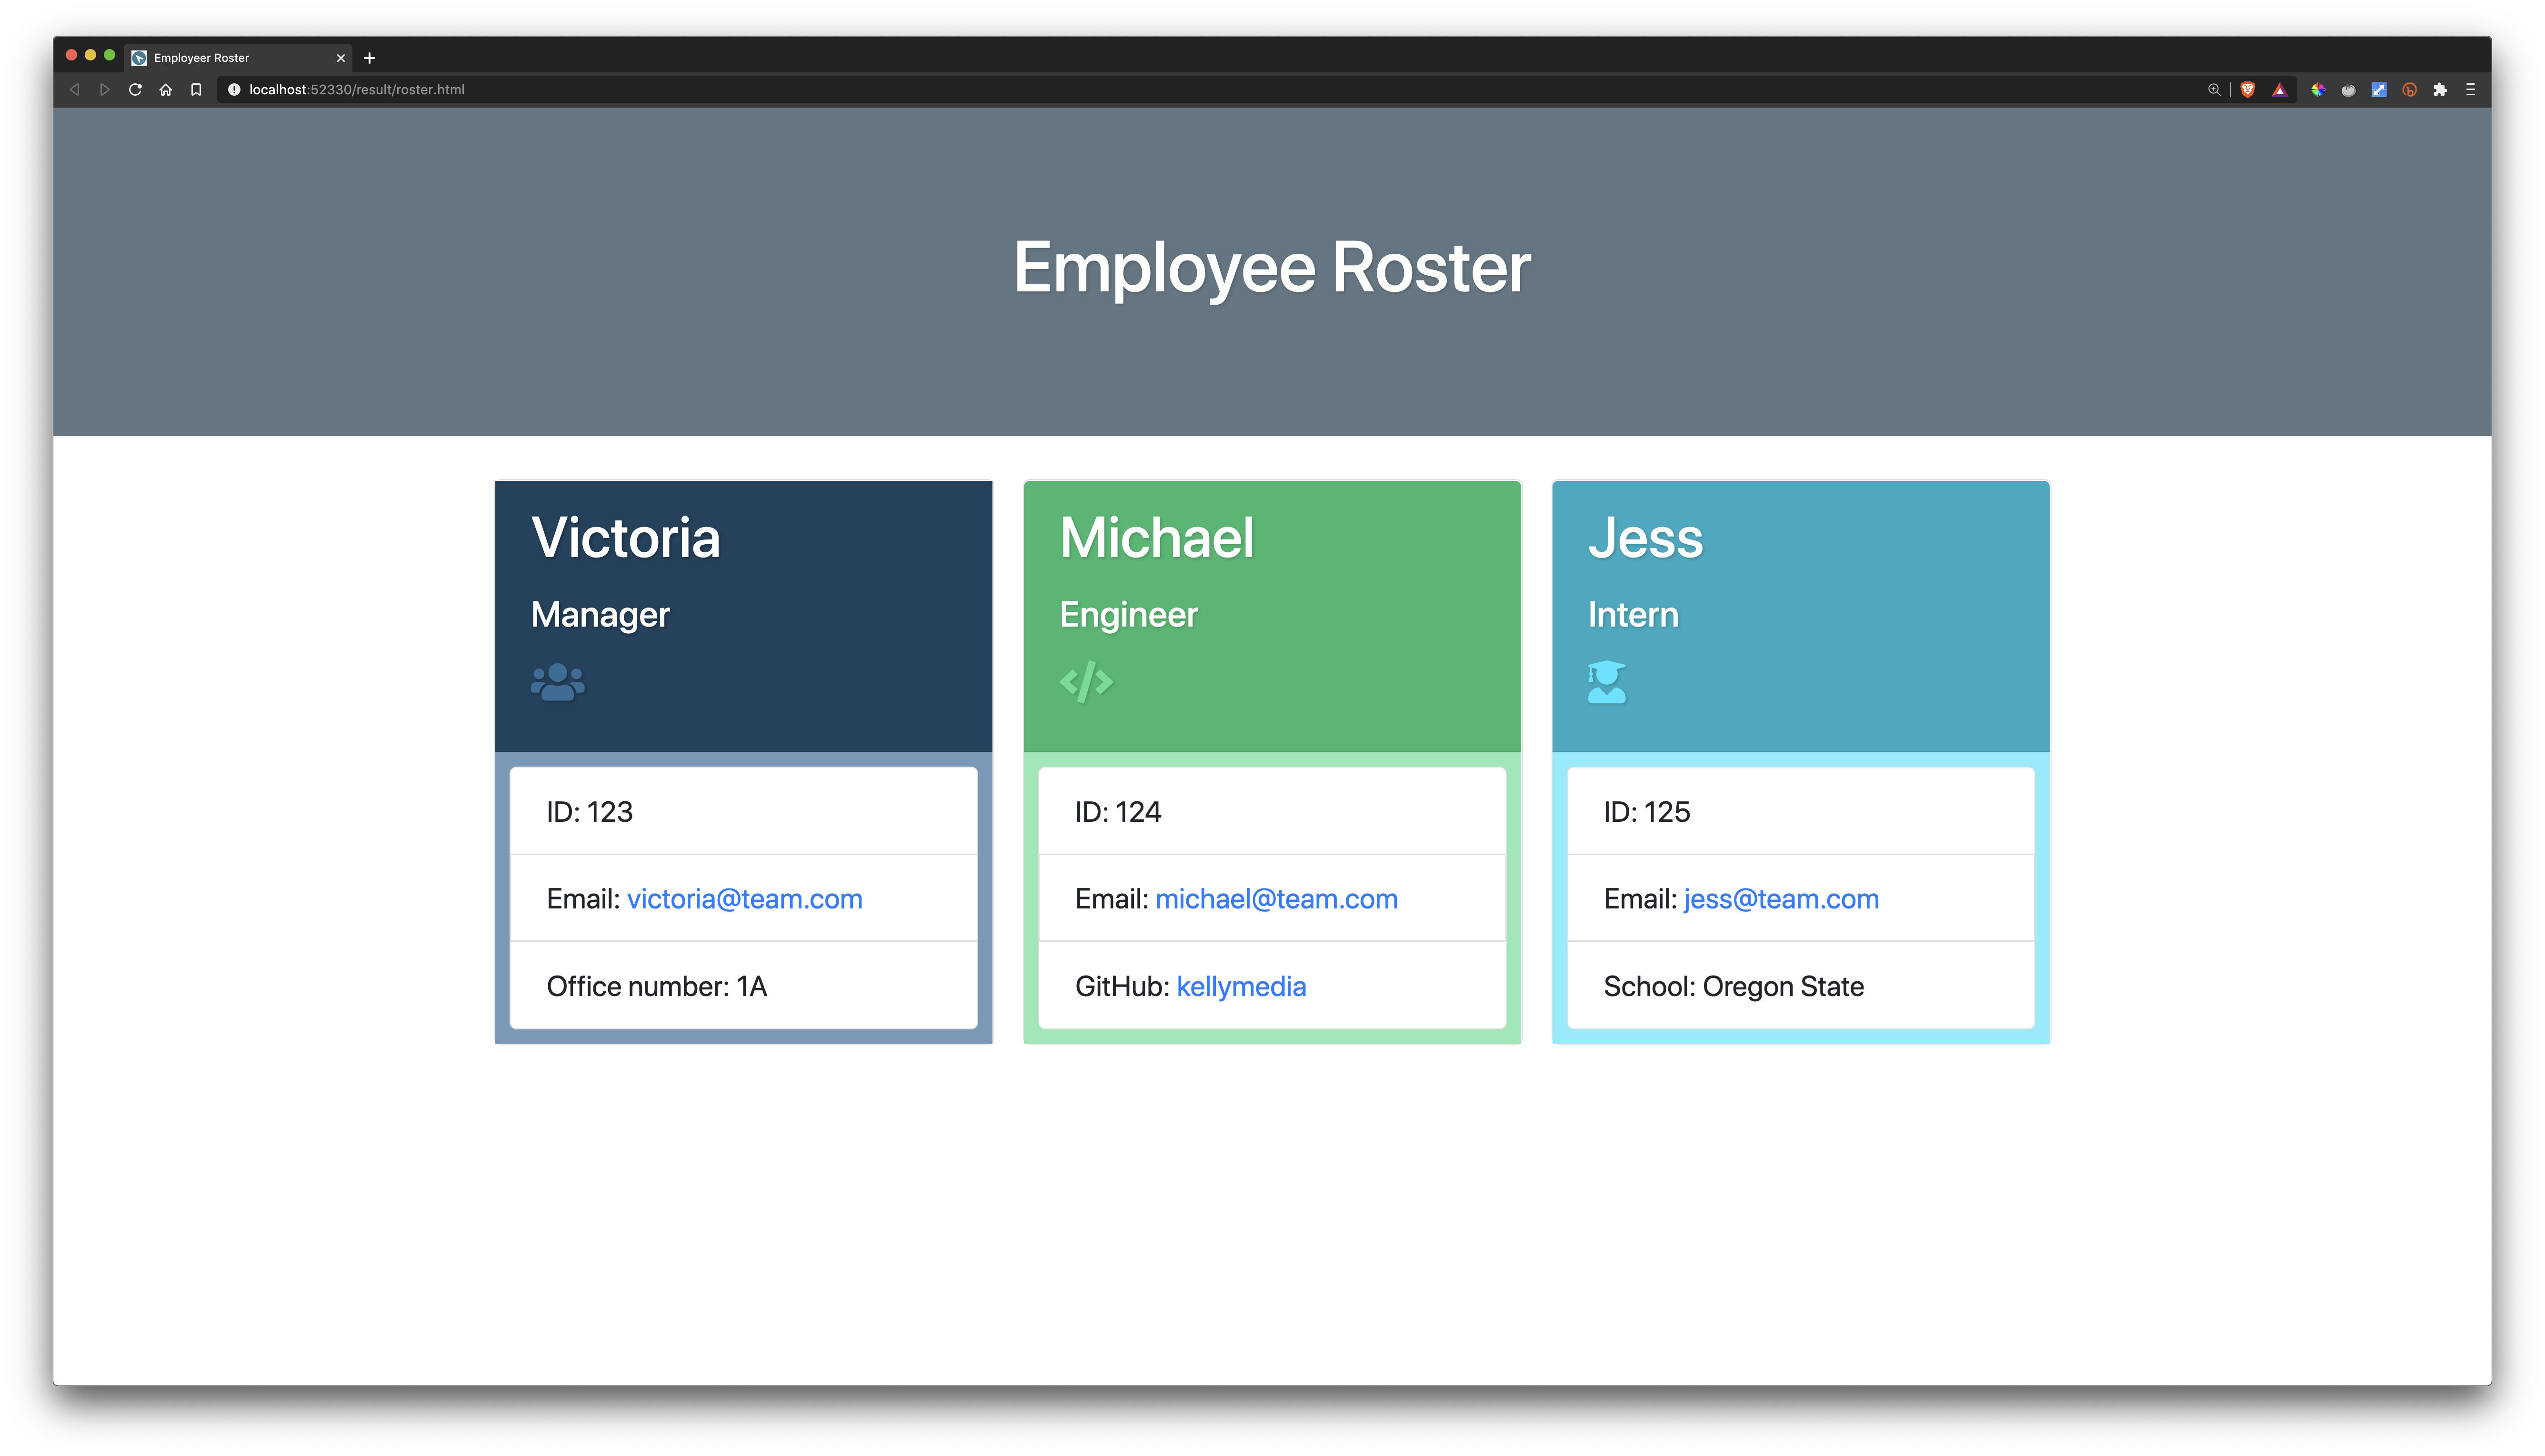 Employeer Roster
localhost:52330/result/roster.html
Employee Roster
Victoria
Manager
ID: 123
Email: victoria@team.com
Office number: 1A
Michael
Engineer
ID: 124
Email: michael@team.com
GitHub: kellymedia
Jess
Intern
ID: 125
Email: jess@team.com
School: Oregon State